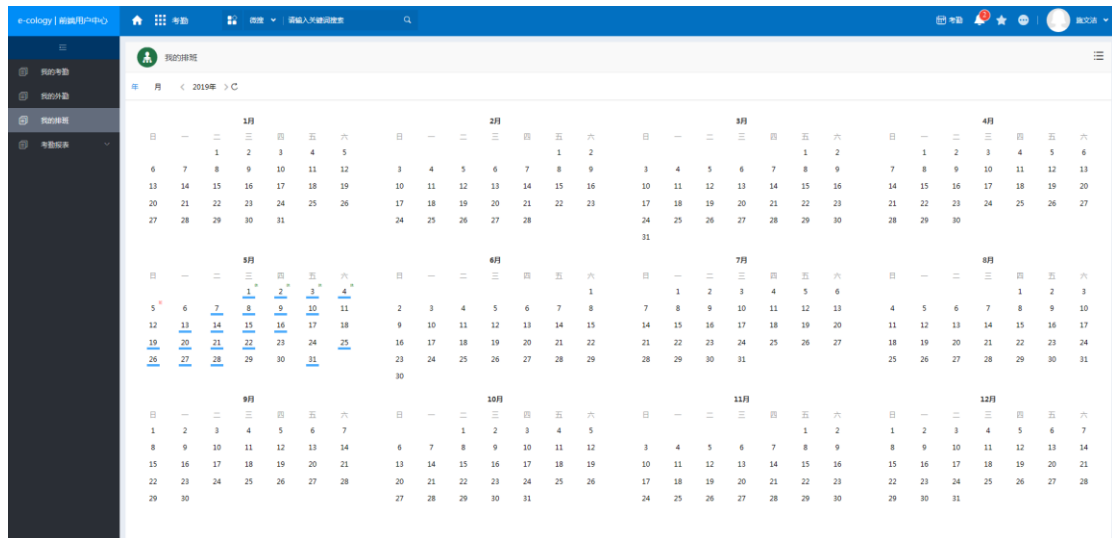 e-cology | 前端用户中心 考勤 微搜 请输入关键词搜索 考勤 2 施文洁
我的考勤
我的外勤
我的排班
考勤报表
我的排班
年 月 < 2019年 >
1月
日 一 二 三 四 五 六
1 2 3 4 5
6 7 8 9 10 11 12
13 14 15 16 17 18 19
20 21 22 23 24 25 26
27 28 29 30 31
2月
日 一 二 三 四 五 六
1 2
3 4 5 6 7 8 9
10 11 12 13 14 15 16
17 18 19 20 21 22 23
24 25 26 27 28
3月
日 一 二 三 四 五 六
1 2
3 4 5 6 7 8 9
10 11 12 13 14 15 16
17 18 19 20 21 22 23
24 25 26 27 28 29 30
31
4月
日 一 二 三 四 五 六
1 2 3 4 5 6
7 8 9 10 11 12 13
14 15 16 17 18 19 20
21 22 23 24 25 26 27
28 29 30
5月
日 一 二 三 四 五 六
1 2 3 4
5 6 7 8 9 10 11
12 13 14 15 16 17 18
19 20 21 22 23 24 25
26 27 28 29 30 31
6月
日 一 二 三 四 五 六
1
2 3 4 5 6 7 8
9 10 11 12 13 14 15
16 17 18 19 20 21 22
23 24 25 26 27 28 29
30
7月
日 一 二 三 四 五 六
1 2 3 4 5 6
7 8 9 10 11 12 13
14 15 16 17 18 19 20
21 22 23 24 25 26 27
28 29 30 31
8月
日 一 二 三 四 五 六
1 2 3
4 5 6 7 8 9 10
11 12 13 14 15 16 17
18 19 20 21 22 23 24
25 26 27 28 29 30 31
9月
日 一 二 三 四 五 六
1 2 3 4 5 6 7
8 9 10 11 12 13 14
15 16 17 18 19 20 21
22 23 24 25 26 27 28
29 30
10月
日 一 二 三 四 五 六
1 2 3 4 5
6 7 8 9 10 11 12
13 14 15 16 17 18 19
20 21 22 23 24 25 26
27 28 29 30 31
11月
日 一 二 三 四 五 六
1 2
3 4 5 6 7 8 9
10 11 12 13 14 15 16
17 18 19 20 21 22 23
24 25 26 27 28 29 30
12月
日 一 二 三 四 五 六
1 2 3 4 5 6 7
8 9 10 11 12 13 14
15 16 17 18 19 20 21
22 23 24 25 26 27 28
29 30 31